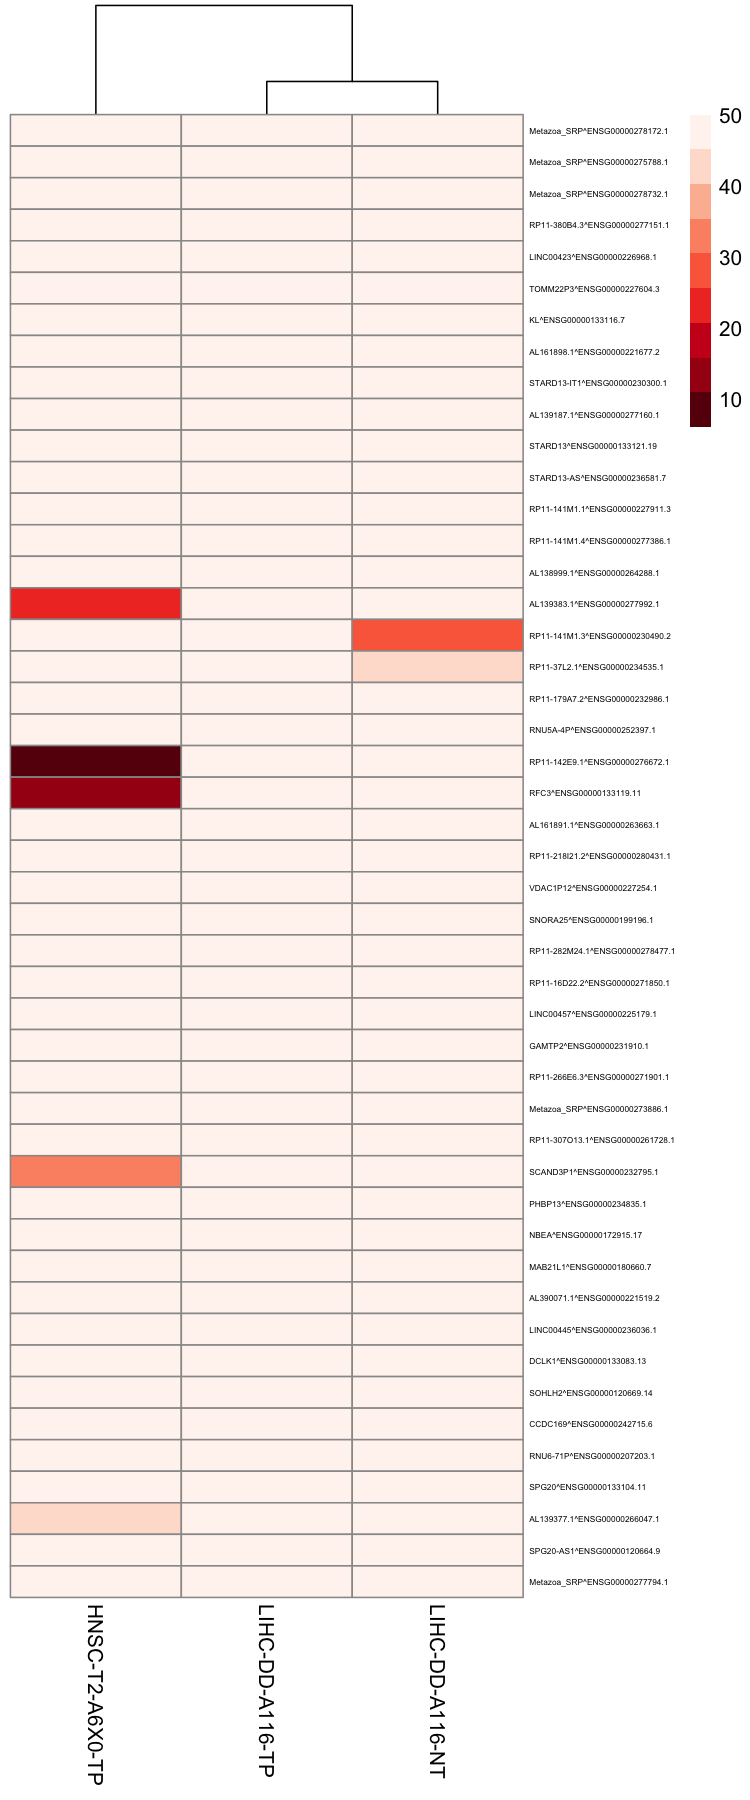 Metazoa_SRP^ENSG00000278172.1
Metazoa_SRP^ENSG00000275788.1
Metazoa_SRP^ENSG00000278732.1
RP11-380B4.3^ENSG00000277151.1
LINC00423^ENSG00000226968.1
TOMM22P3^ENSG00000227604.3
KL^ENSG00000133116.7
AL161898.1^ENSG00000221677.2
STARD13-IT1^ENSG00000230300.1
AL139187.1^ENSG00000277160.1
STARD13^ENSG00000133121.19
STARD13-AS^ENSG00000236581.7
RP11-141M1.1^ENSG00000227911.3
RP11-141M1.4^ENSG00000277386.1
AL138999.1^ENSG00000264288.1
AL139383.1^ENSG00000277992.1
RP11-141M1.3^ENSG00000230490.2
RP11-37L2.1^ENSG00000234535.1
RP11-179A7.2^ENSG00000232986.1
RNU5A-4P^ENSG00000252397.1
RP11-142E9.1^ENSG00000276672.1
RFC3^ENSG00000133119.11
AL161891.1^ENSG00000263663.1
RP11-218I21.2^ENSG00000280431.1
VDAC1P12^ENSG00000227254.1
SNORA25^ENSG00000199196.1
RP11-282M24.1^ENSG00000278477.1
RP11-16D22.2^ENSG00000271850.1
LINC00457^ENSG00000225179.1
GAMTP2^ENSG00000231910.1
RP11-266E6.3^ENSG00000271901.1
Metazoa_SRP^ENSG00000273886.1
RP11-307O13.1^ENSG00000261728.1
SCAND3P1^ENSG00000232795.1
PHBP13^ENSG00000234835.1
NBEA^ENSG00000172915.17
MAB21L1^ENSG00000180660.7
AL390071.1^ENSG00000221519.2
LINC00445^ENSG00000236036.1
DCLK1^ENSG00000133083.13
SOHLH2^ENSG00000120669.14
CCDC169^ENSG00000242715.6
RNU6-71P^ENSG00000207203.1
SPG20^ENSG00000133104.11
AL139377.1^ENSG00000266047.1
SPG20-AS1^ENSG00000120664.9
Metazoa_SRP^ENSG00000277794.1
50
40
30
20
10
HNSC-T2-A6X0-TP
LIHC-DD-A116-TP
LIHC-DD-A116-NT